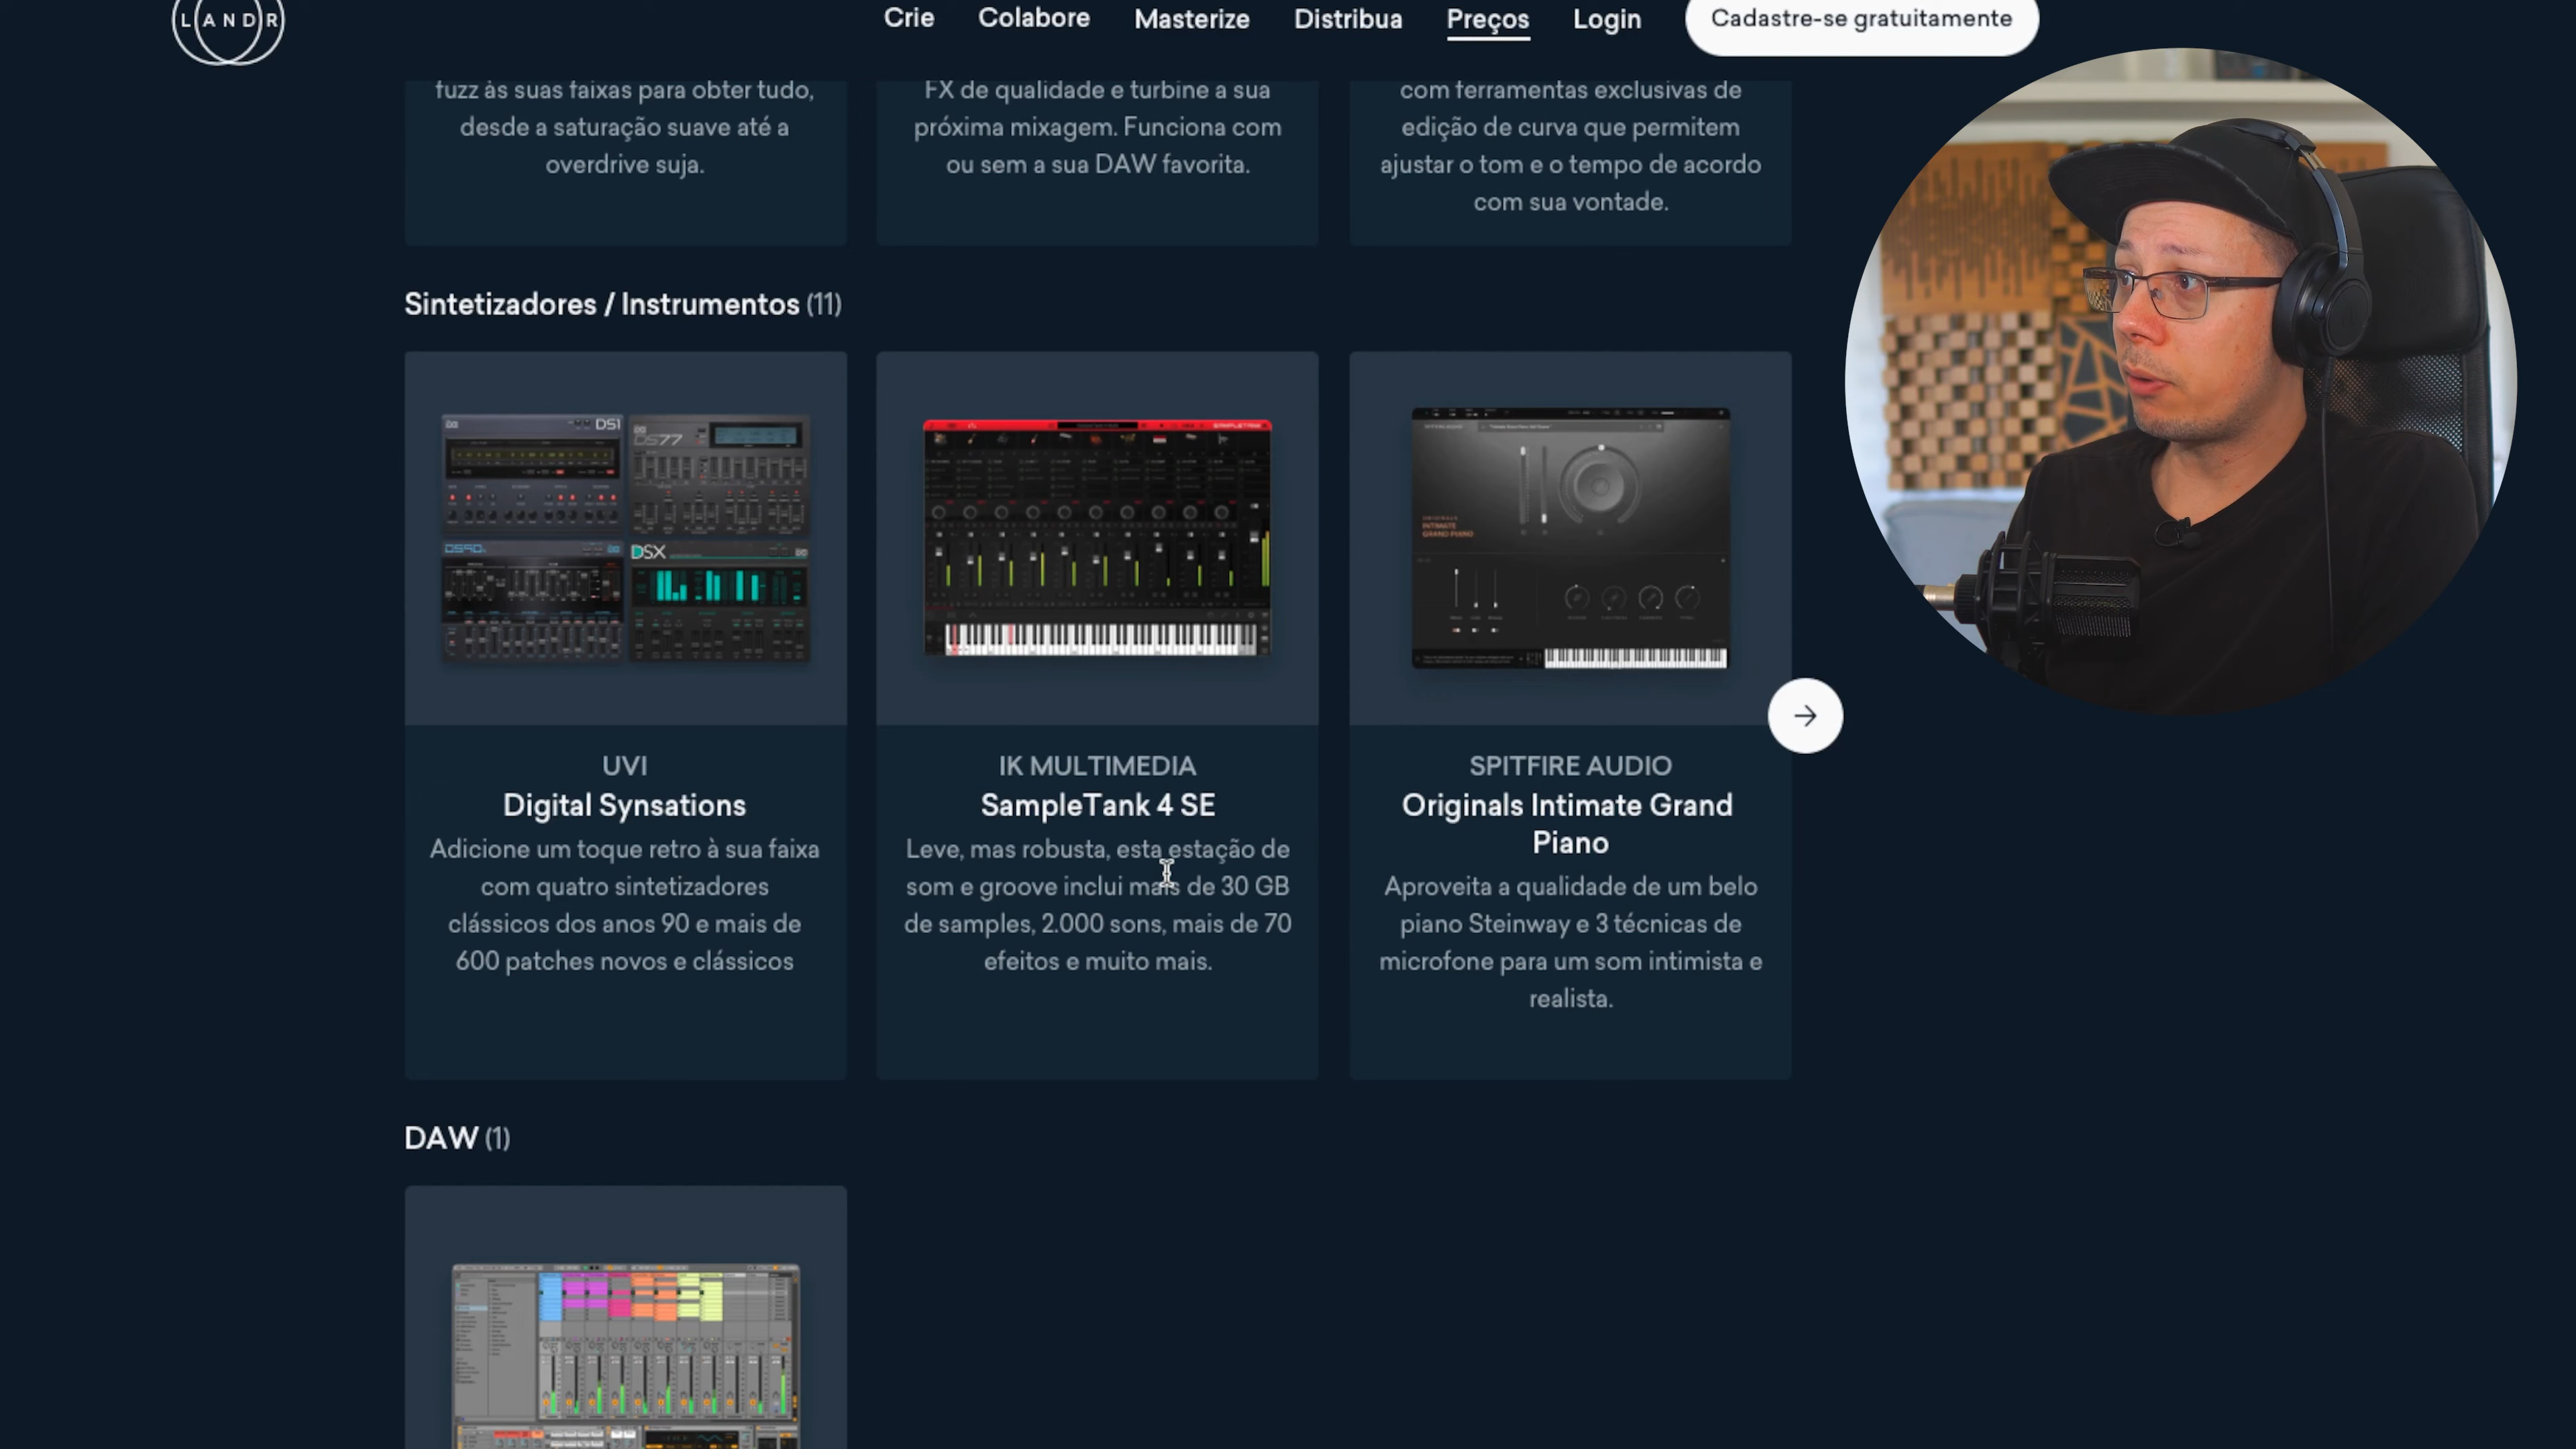 LANDR
Crie
Colabore
Masterize
Distribua
Preços
Login
Cadastre-se gratuitamente
fuzz às suas faixas para obter tudo,
desde a saturação suave até a
overdrive suja.
FX de qualidade e turbine a sua
próxima mixagem. Funciona com
ou sem a sua DAW favorita.
com ferramentas exclusivas de
edição de curva que permitem
ajustar o tom e o tempo de acordo
com sua vontade.
Sintetizadores / Instrumentos (11)
DS1
DS77
DS90
DSX
SAMPLETANK
SPITFIRE AUDIO
INTIMATE
GRAND PIANO
UVI
Digital Synsations
Adicione um toque retro à sua faixa
com quatro sintetizadores
clássicos dos anos 90 e mais de
600 patches novos e clássicos
IK MULTIMEDIA
SampleTank 4 SE
Leve, mas robusta, esta estação de
som e groove inclui mais de 30 GB
de samples, 2.000 sons, mais de 70
efeitos e muito mais.
SPITFIRE AUDIO
Originals Intimate Grand
Piano
Aproveita a qualidade de um belo
piano Steinway e 3 técnicas de
microfone para um som intimista e
realista.
DAW (1)